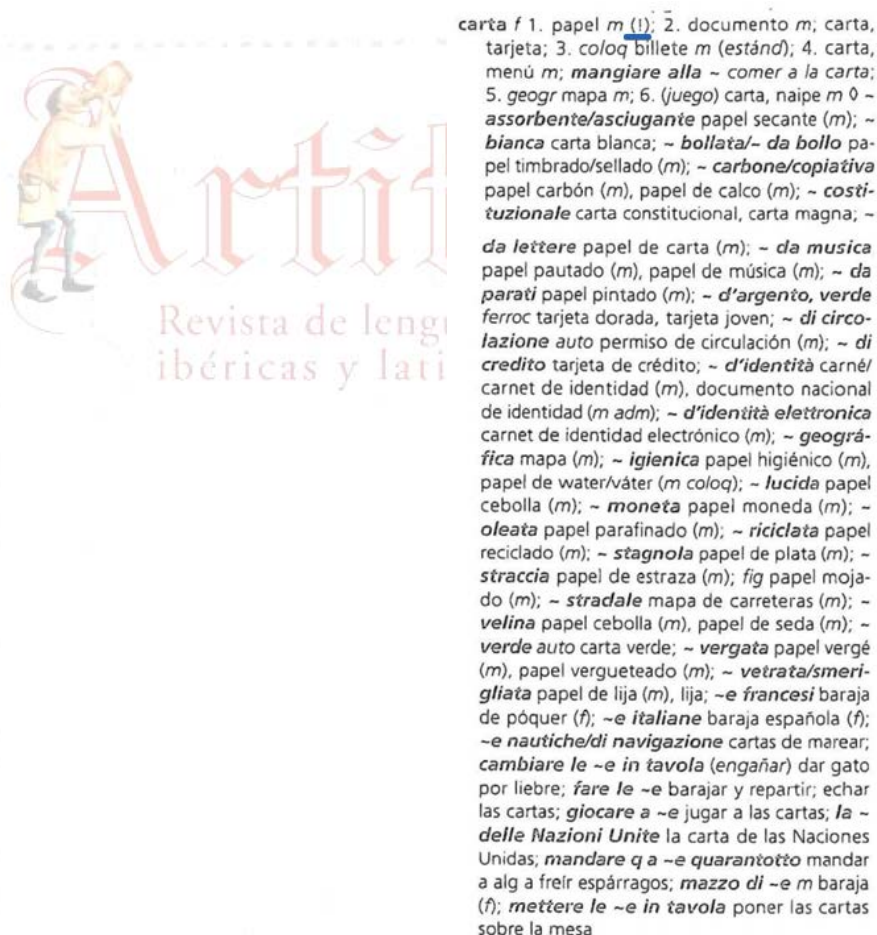 Artif
Revista de leng
ibéricas y lati
carta f 1. papel m (!); 2. documento m; carta,
tarjeta; 3. coloq billete m (estánd); 4. carta,
menú m; mangiare alla ~ comer a la carta;
5. geogr mapa m; 6. (juego) carta, naipe m ◊ ~
assorbente/asciugante papel secante (m); ~
bianca carta blanca; ~ bollata/~ da bollo pa-
pel timbrado/sellado (m); ~ carbone/copiativa
papel carbón (m), papel de calco (m); ~ costi-
tuzionale carta constitucional, carta magna; ~
da lettere papel de carta (m); ~ da musica
papel pautado (m), papel de música (m); ~ da
parati papel pintado (m); ~ d'argento, verde
ferroc tarjeta dorada, tarjeta joven; ~ di circo-
lazione auto permiso de circulación (m); ~ di
credito tarjeta de crédito; ~ d'identità carné/
carnet de identidad (m), documento nacional
de identidad (m adm); ~ d'identità elettronica
carnet de identidad electrónico (m); ~ geográ-
fica mapa (m); ~ igienica papel higiénico (m),
papel de water/váter (m coloq); ~ lucida papel
cebolla (m); ~ moneta papel moneda (m); ~
oleata papel parafinado (m); ~ riciclata papel
reciclado (m); ~ stagnola papel de plata (m); ~
straccia papel de estraza (m); fig papel moja-
do (m); ~ stradale mapa de carreteras (m); ~
velina papel cebolla (m), papel de seda (m); ~
verde auto carta verde; ~ vergata papel vergé
(m), papel vergueteado (m); ~ vetrata/smeri-
gliata papel de lija (m), lija; ~e francesi baraja
de póquer (f); ~e italiane baraja española (f);
~e nautiche/di navigazione cartas de marear;
cambiare le ~e in tavola (engañar) dar gato
por liebre; fare le ~e barajar y repartir; echar
las cartas; giocare a ~e jugar a las cartas; la ~
delle Nazioni Unite la carta de las Naciones
Unidas; mandare q a ~e quarantotto mandar
a alg a freír espárragos; mazzo di ~e m baraja
(f); mettere le ~e in tavola poner las cartas
sobre la mesa